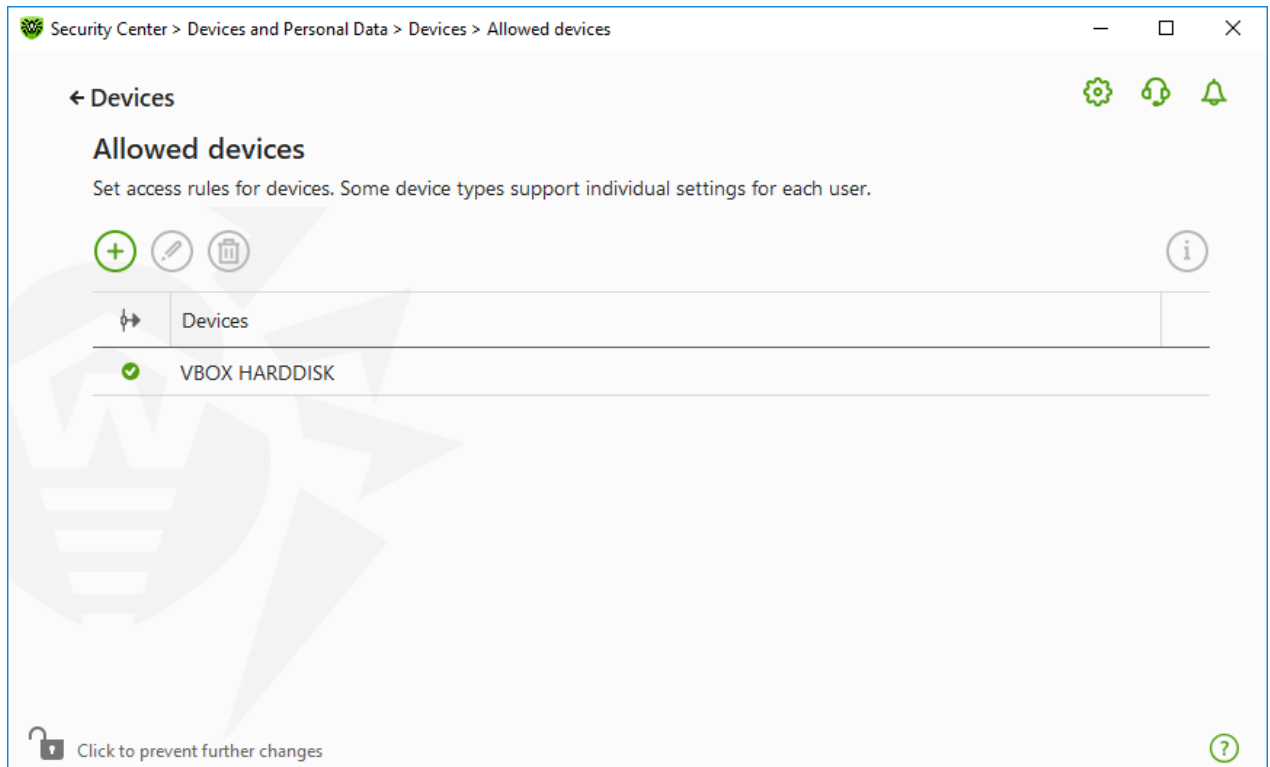 Security Center > Devices and Personal Data > Devices > Allowed devices
Devices
Allowed devices
Set access rules for devices. Some device types support individual settings for each user.
Devices
VBOX HARDDISK
Click to prevent further changes